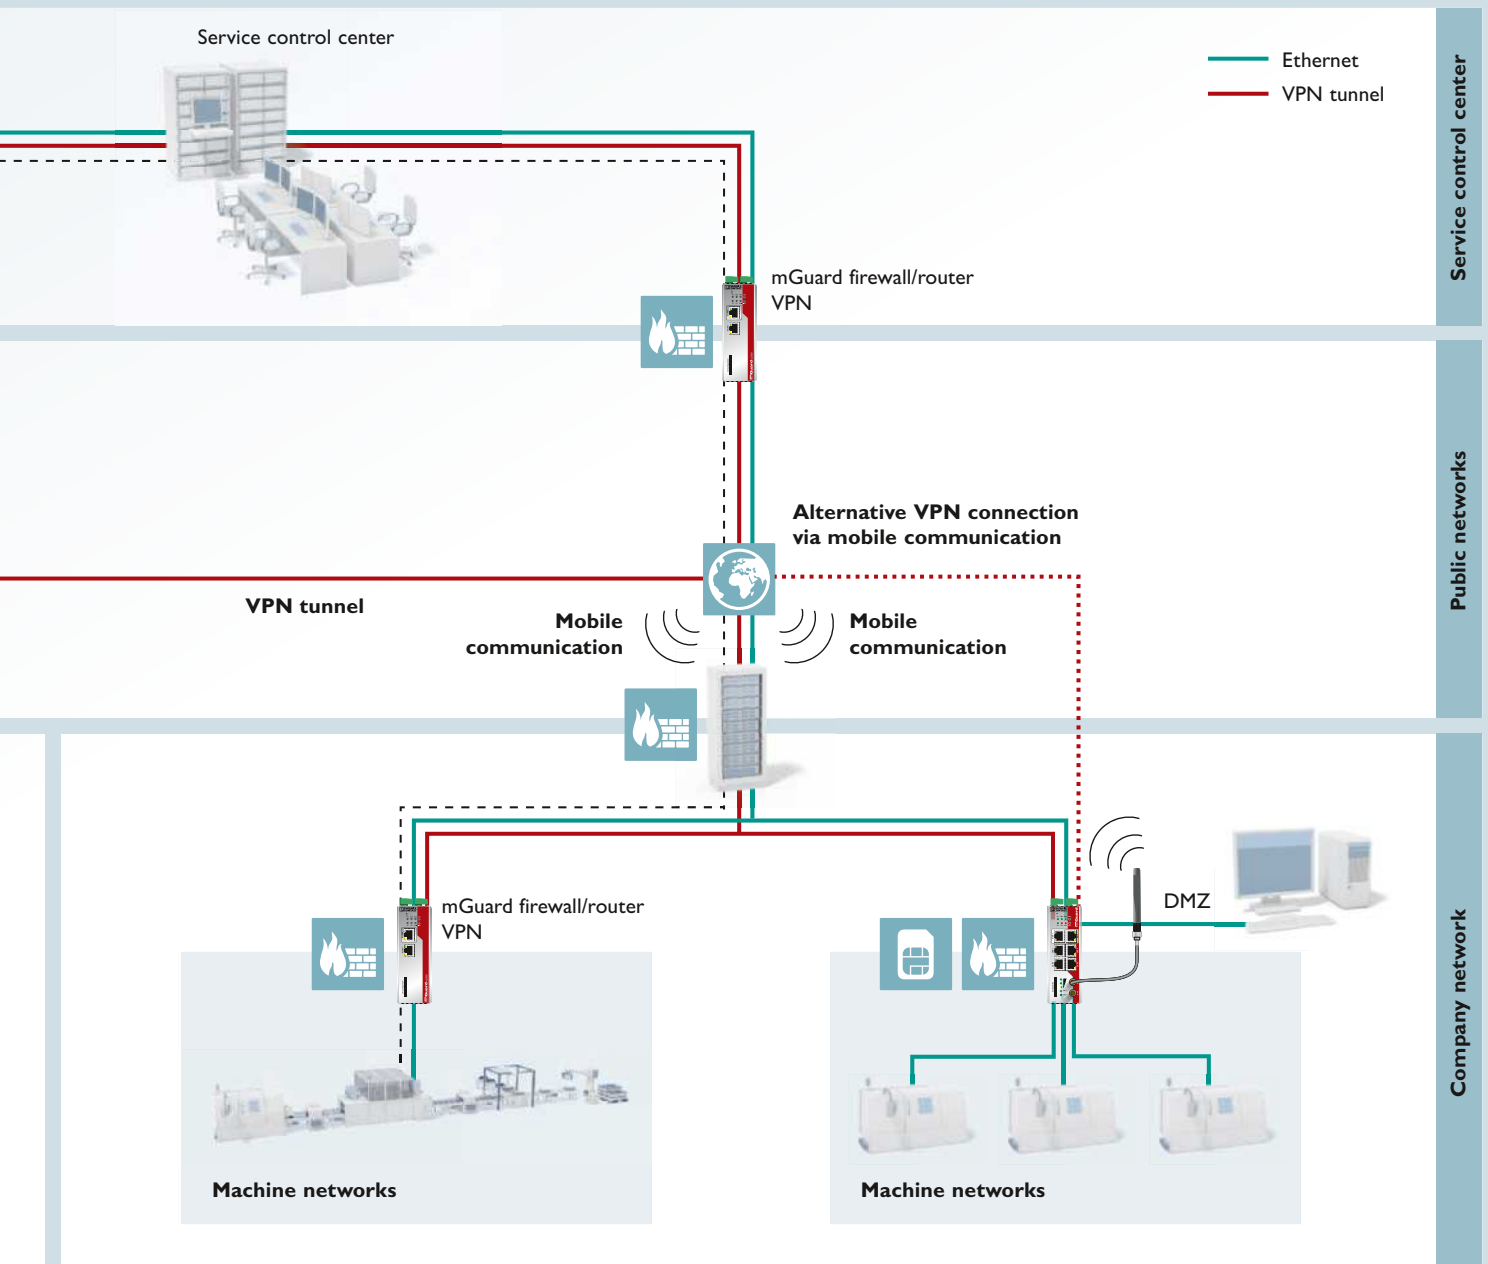 Service control center
Ethernet
VPN tunnel
Service control center
mGuard firewall/router
VPN
Public networks
Alternative VPN connection
via mobile communication
VPN tunnel
Mobile
communication
Mobile
communication
DMZ
mGuard firewall/router
VPN
Company network
Machine networks
Machine networks